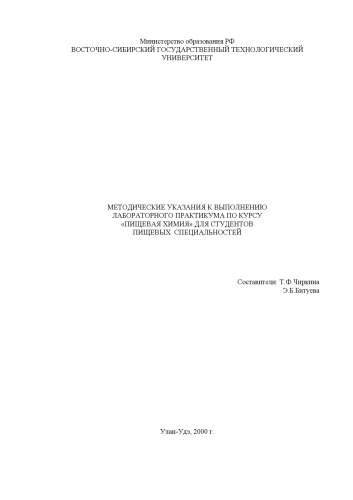 Министерство образования РФ
ВОСТОЧНО-СИБИРСКИЙ ГОСУДАРСТВЕННЫЙ ТЕХНОЛОГИЧЕСКИЙ
УНИВЕРСИТЕТ
МЕТОДИЧЕСКИЕ УКАЗАНИЯ К ВЫПОЛНЕНИЮ
ЛАБОРАТОРНОГО ПРАКТИКУМА ПО КУРСУ
«ПИЩЕВАЯ ХИМИЯ» ДЛЯ СТУДЕНТОВ
ПИЩЕВЫХ СПЕЦИАЛЬНОСТЕЙ
Составители: Т.Ф.Чиркина
Э.Б.Битуева
Улан-Удэ, 2000 г.